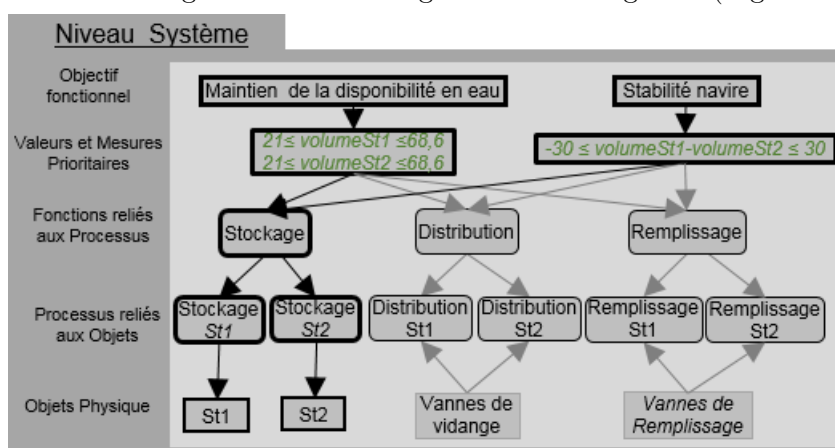 Niveau Système
Objectif
fonctionnel
Maintien de la disponibilité en eau
Stabilité navire
Valeurs et Mesures
Prioritaires
21≤ volumeSt1 ≤68,6
21≤ volumeSt2 ≤68,6
-30 ≤ volumeSt1-volumeSt2 ≤ 30
Fonctions reliés
aux Processus
Stockage
Distribution
Remplissage
Processus reliés
aux Objets
Stockage
St1
Stockage
St2
Distribution
St1
Distribution
St2
Remplissage
St1
Remplissage
St2
Objets Physique
St1
St2
Vannes de
vidange
Vannes de
Remplissage